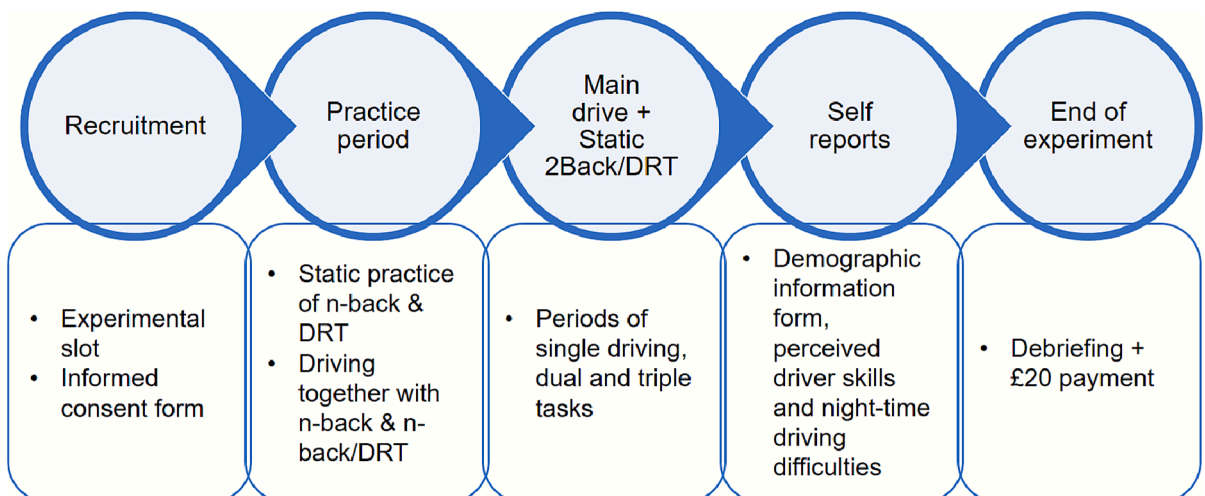 Recruitment
Practice
period
Main
drive +
Static
2Back/DRT
Self
reports
End of
experiment
• Experimental
slot
• Informed
consent form
• Static practice
of n-back &
DRT
• Driving
together with
n-back & n-
back/DRT
• Periods of
single driving,
dual and triple
tasks
• Demographic
information
form,
perceived
driver skills
and night-time
driving
difficulties
• Debriefing +
£20 payment